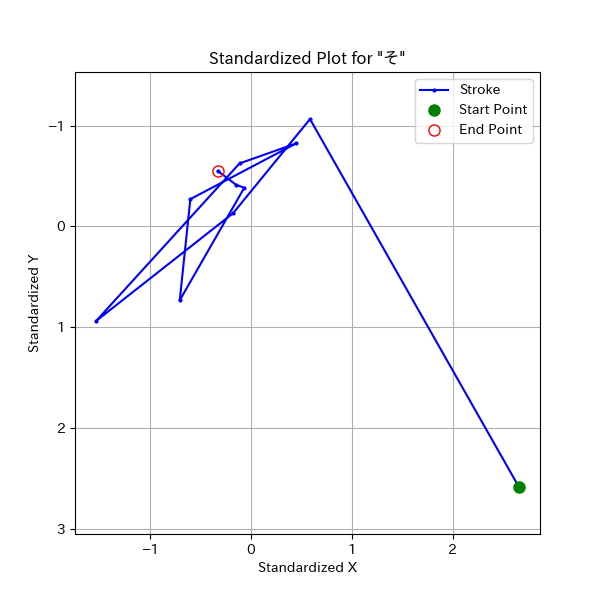 Standardized Plot for "そ"
Stroke
Start Point
End Point
−1
0
1
2
3
Standardized Y
−1 0 1 2
Standardized X